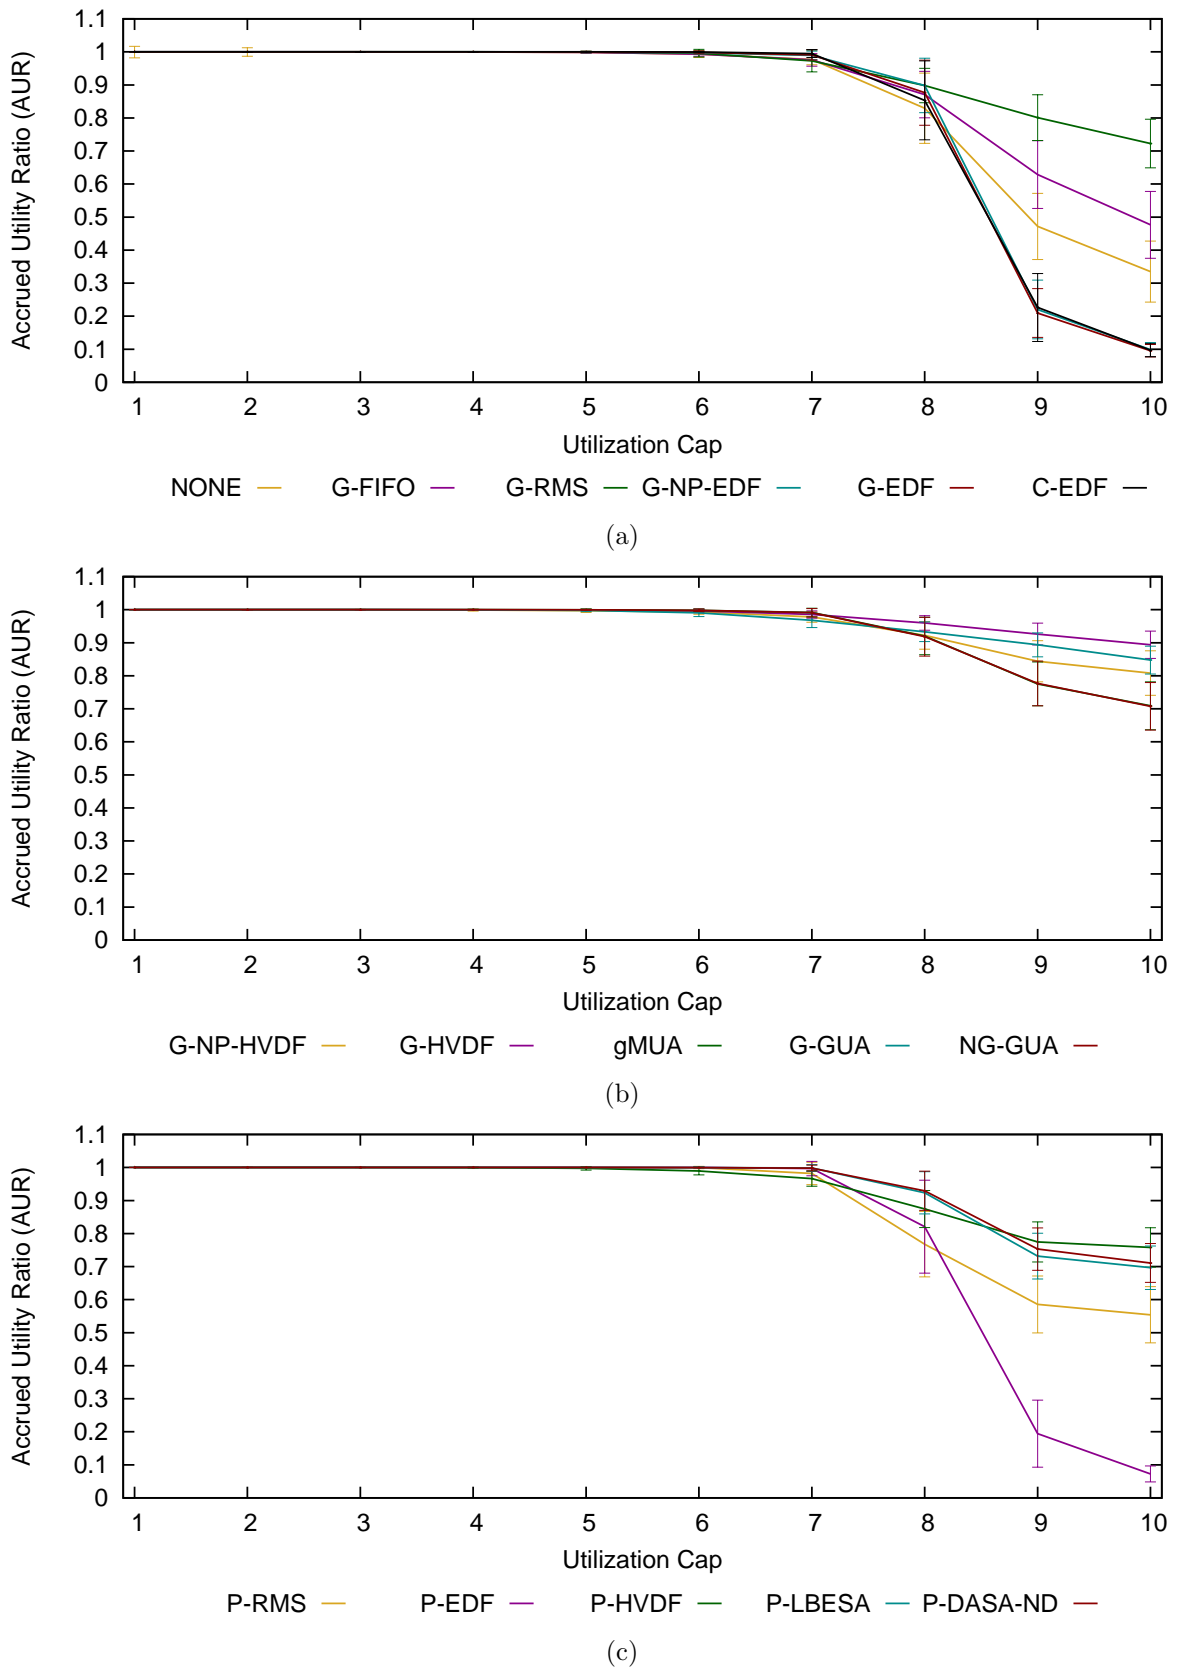 1.1
1
0.9
0.8
0.7
0.6
0.5
0.4
0.3
0.2
0.1
0
Accrued Utility Ratio (AUR)
1 2 3 4 5 6 7 8 9 10
Utilization Cap
NONE G-FIFO G-RMS G-NP-EDF G-EDF C-EDF
(a)
1.1
1
0.9
0.8
0.7
0.6
0.5
0.4
0.3
0.2
0.1
0
Accrued Utility Ratio (AUR)
1 2 3 4 5 6 7 8 9 10
Utilization Cap
G-NP-HVDF G-HVDF gMUA G-GUA NG-GUA
(b)
1.1
1
0.9
0.8
0.7
0.6
0.5
0.4
0.3
0.2
0.1
0
Accrued Utility Ratio (AUR)
1 2 3 4 5 6 7 8 9 10
Utilization Cap
P-RMS P-EDF P-HVDF P-LBESA P-DASA-ND
(c)